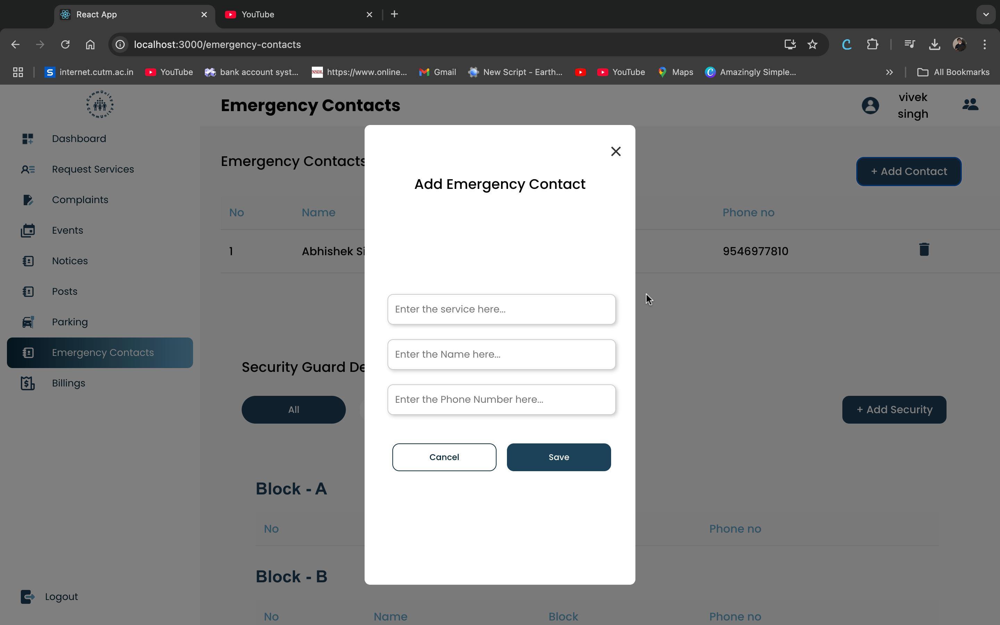 React App
YouTube
localhost:3000/emergency-contacts
internet.cutm.ac.in
YouTube
bank account syst...
https://www.online...
Gmail
New Script - Earth...
YouTube
Maps
Amazingly Simple...
All Bookmarks
CommUnity CommUnity
Emergency Contacts
vivek
singh
Dashboard
Request Services
Complaints
Events
Notices
Posts
Parking
Emergency Contacts
Billings
Logout
Emergency Contacts
+ Add Contact
No Name Phone no
1 Abhishek Si 9546977810
Security Guard De
All
+ Add Security
Block - A
No Phone no
Block - B
No Name Block Phone no
Add Emergency Contact
Enter the service here...
Enter the Name here...
Enter the Phone Number here...
Cancel Save